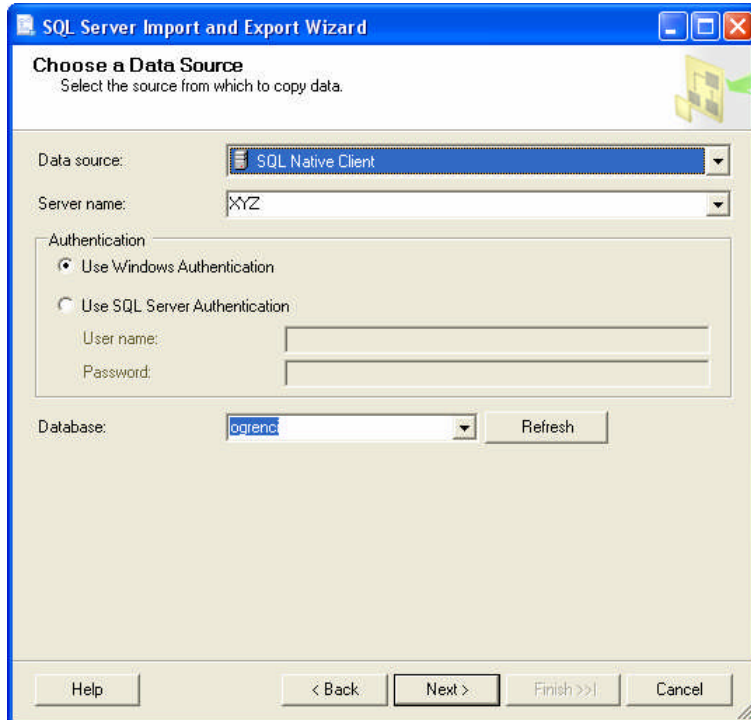 SQL Server Import and Export Wizard
Choose a Data Source
Select the source from which to copy data.
Data source:
SQL Native Client
Server name:
XYZ
Authentication
Use Windows Authentication
Use SQL Server Authentication
User name:
Password:
Database:
ogrenci
Refresh
Help
< Back
Next >
Finish >>|
Cancel